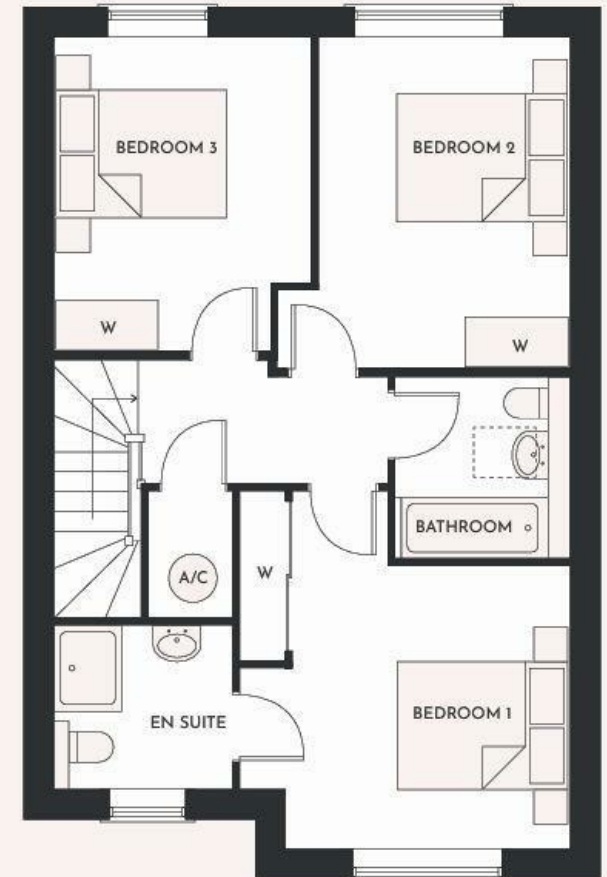 BEDROOM 3
BEDROOM 2
W
W
BATHROOM
A/C
W
EN SUITE
BEDROOM 1